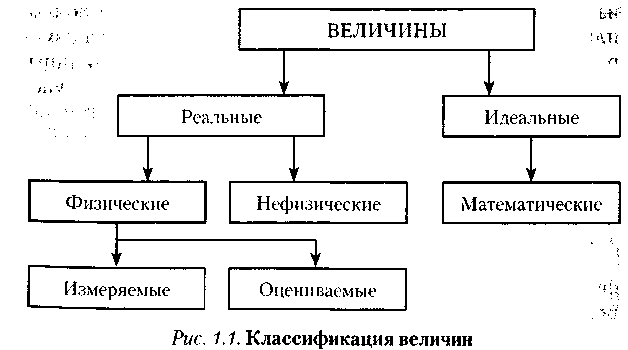 ВЕЛИЧИНЫ
Реальные
Идеальные
Физические
Нефизические
Математические
Измеряемые
Оцениваемые
Рис. 1.1. Классификация величин